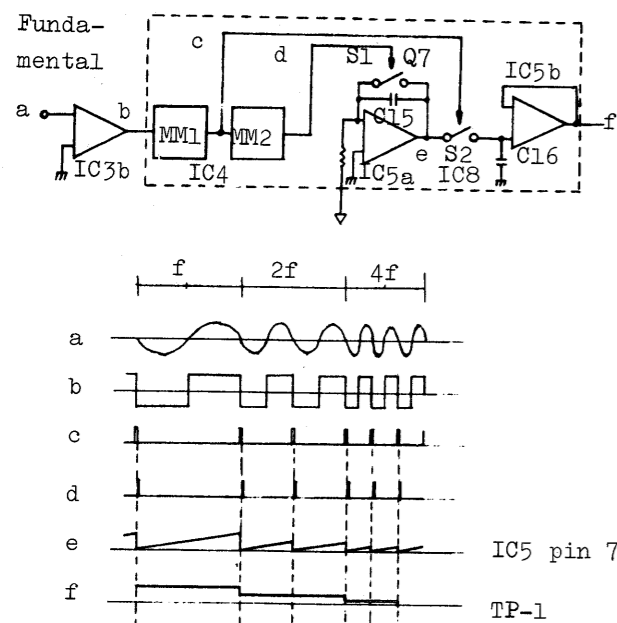 Funda-
mental
a
b
c
d
S1
Q7
IC5b
C15
MM1
MM2
e
f
IC3b
IC4
IC5a
S2
IC8
C16
f
2f
4f
a
b
c
d
e
IC5 pin 7
f
TP-1